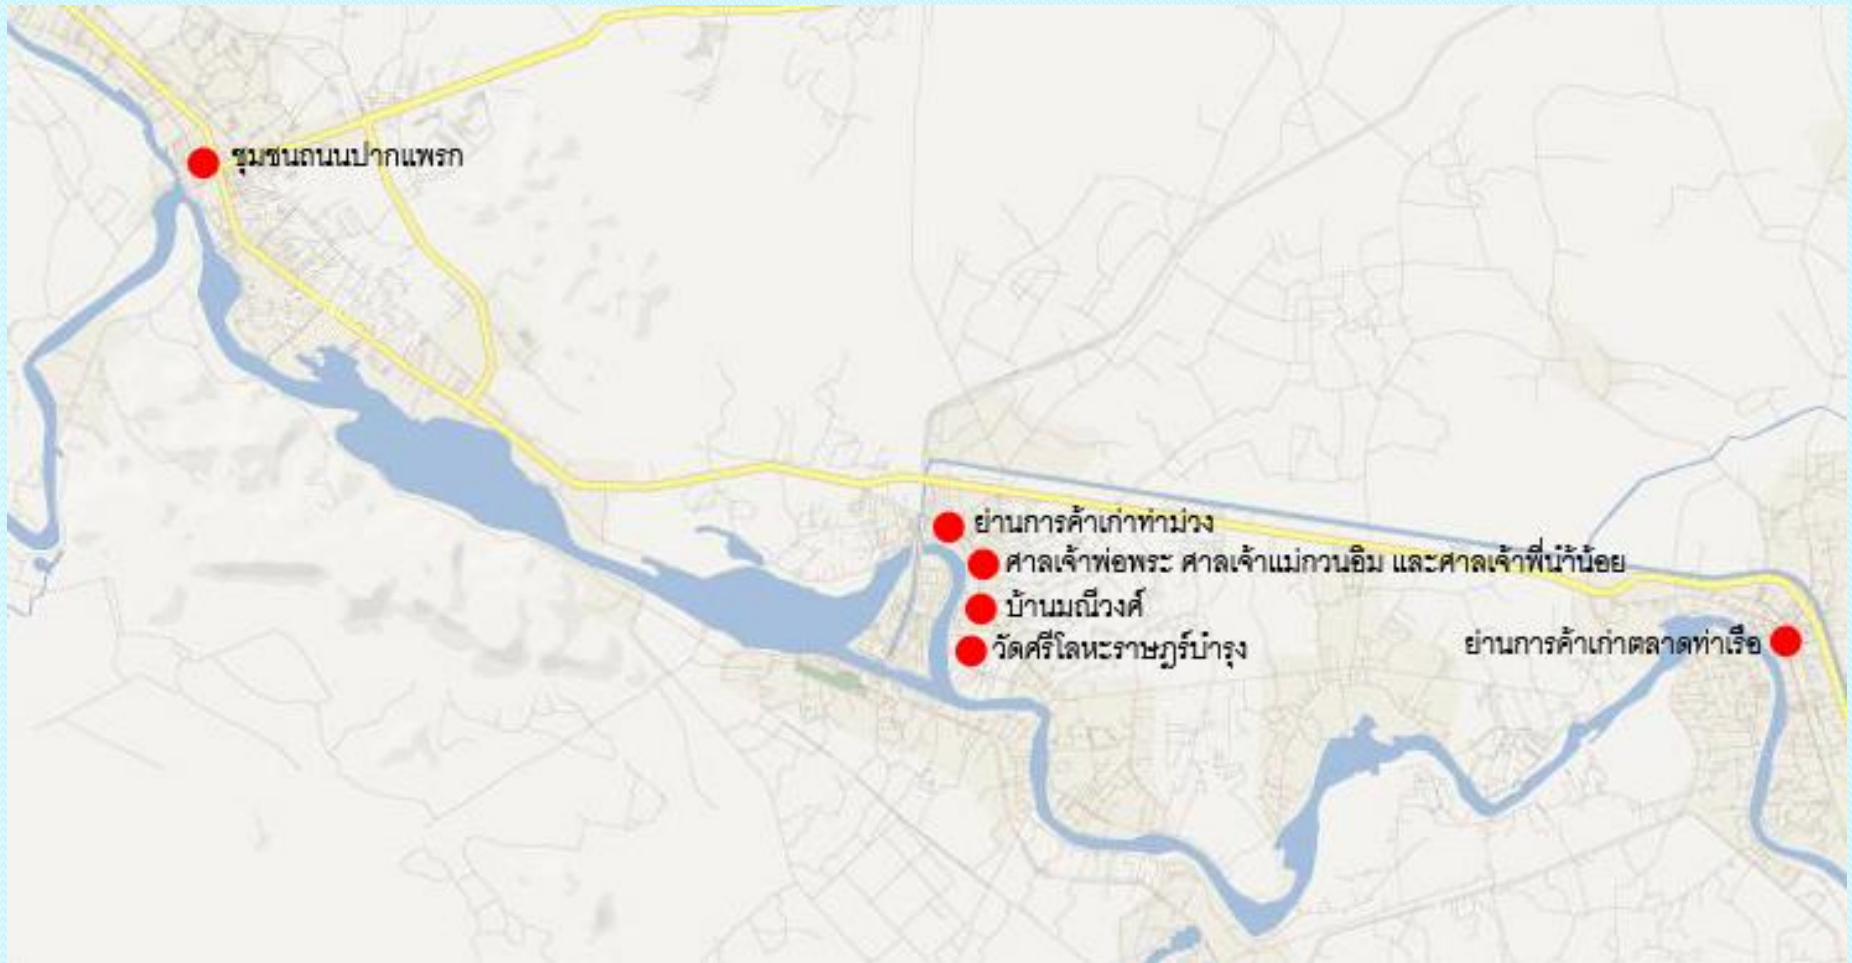 ชุมชนถนนปากแพรก
ย่านการค้าเก่าท่าม่วง
ศาลเจ้าพ่อพระ ศาลเจ้าแม่กวนอิม และศาลเจ้าพี่น้ำน้อย
บ้านมณีวงศ์
วัดศรีโลหะราษฎร์บำรุง
ย่านการค้าเก่าตลาดท่าเรือ